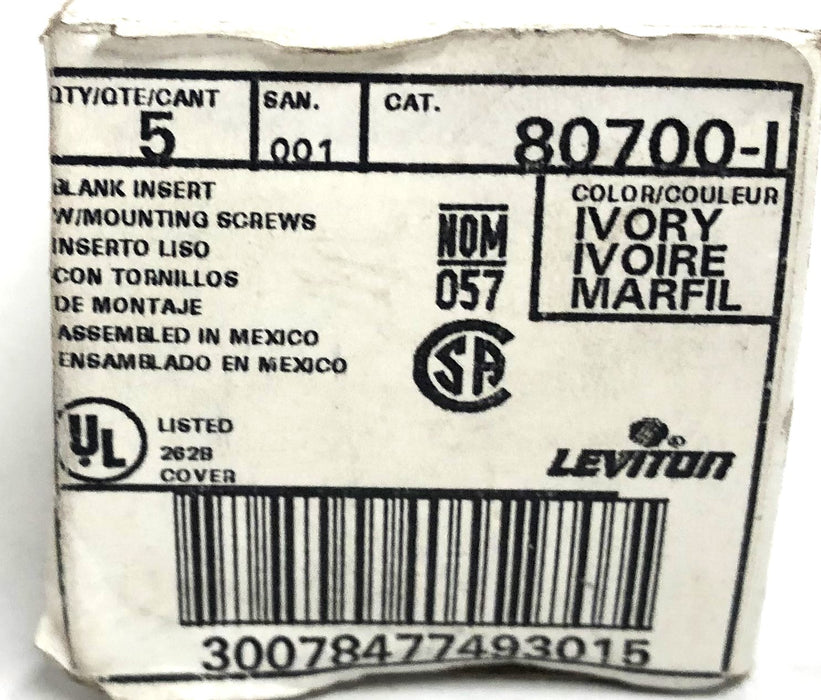 QTY/QTE/CANT
5
SAN.
001
CAT.
80700-I
BLANK INSERT
W/MOUNTING SCREWS
INSERTO LISO
CON TORNILLOS
DE MONTAJE
ASSEMBLED IN MEXICO
ENSAMBLADO EN MEXICO
NOM
057
COLOR/COULEUR
IVORY
IVOIRE
MARFIL
CSA
UL
LISTED
262B
COVER
LEVITON ®
30078477493015